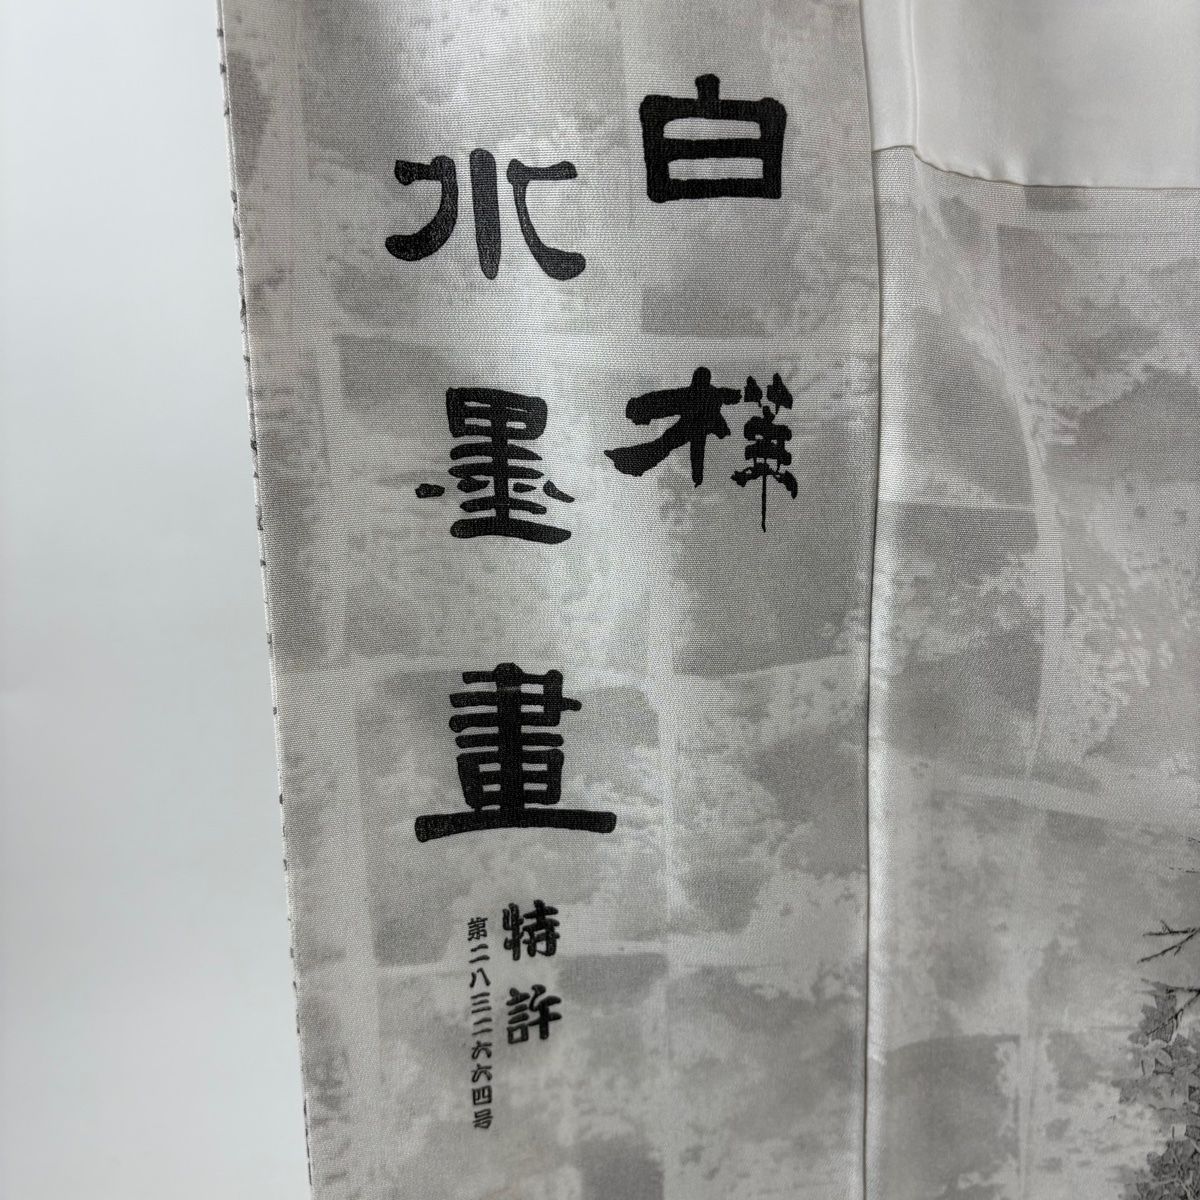 白樺
水墨畫
特許
第二八三二六六四号